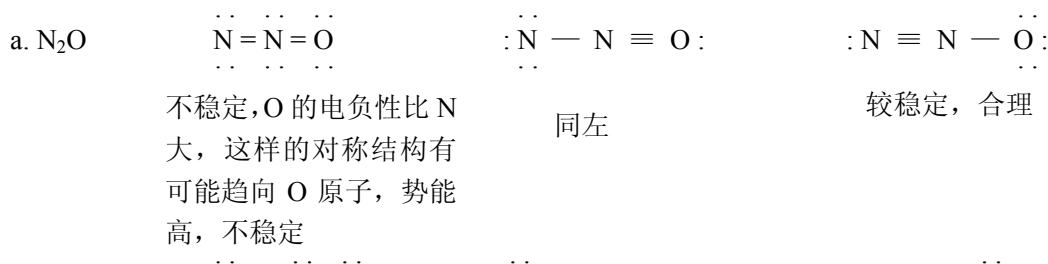 a. N₂O
N = N = O
: N — N ≡ O :
: N ≡ N — O :
不稳定，O 的电负性比 N
大，这样的对称结构有
可能趋向 O 原子，势能
高，不稳定
同左
较稳定，合理